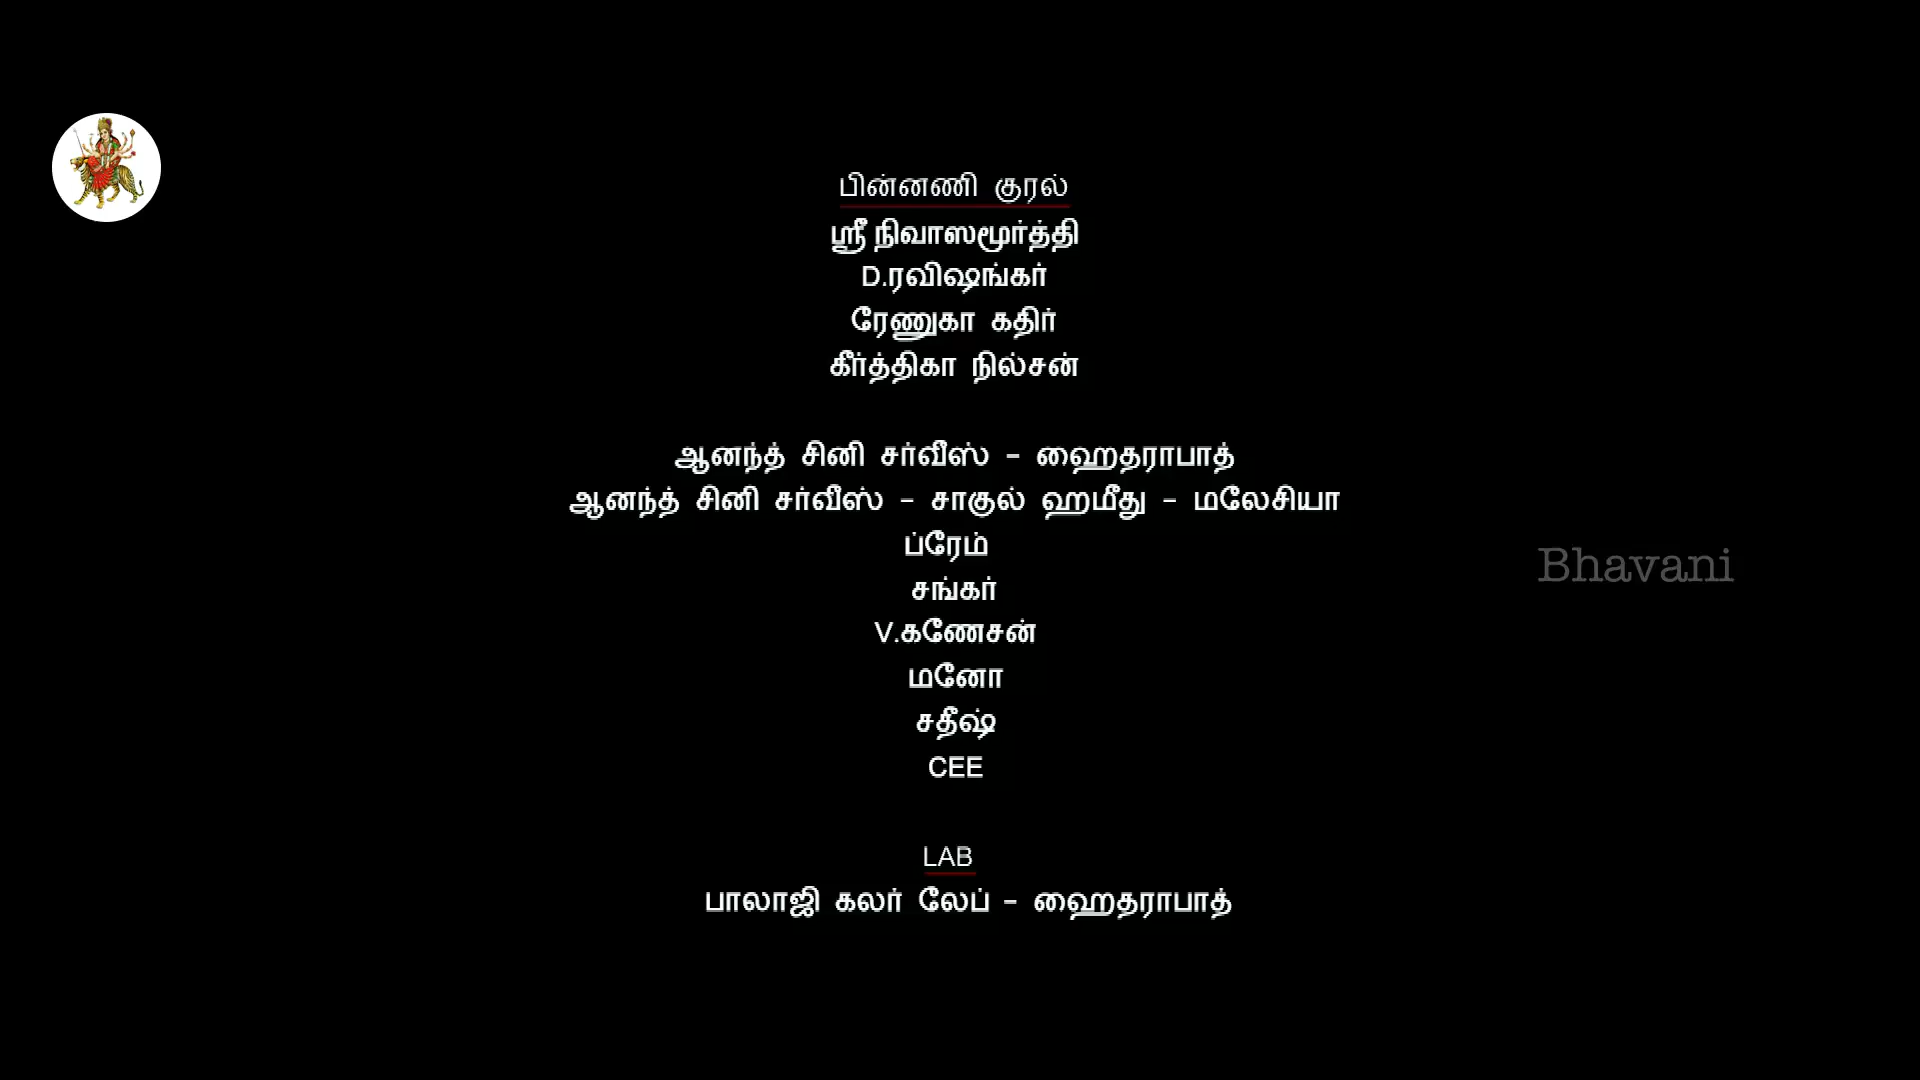 பின்னணி குரல்
ஸ்ரீ நிவாஸமூர்த்தி
D.ரவிஷங்கர்
ரேணுகா கதிர்
கீர்த்திகா நில்சன்
ஆனந்த் சினி சர்வீஸ் - ஹைதராபாத்
ஆனந்த் சினி சர்வீஸ் - சாகுல் ஹமீது - மலேசியா
ப்ரேம்
சங்கர்
Bhavani
V.கணேசன்
மனோ
சதீஷ்
CEE
LAB
பாலாஜி கலர் லேப் - ஹைதராபாத்